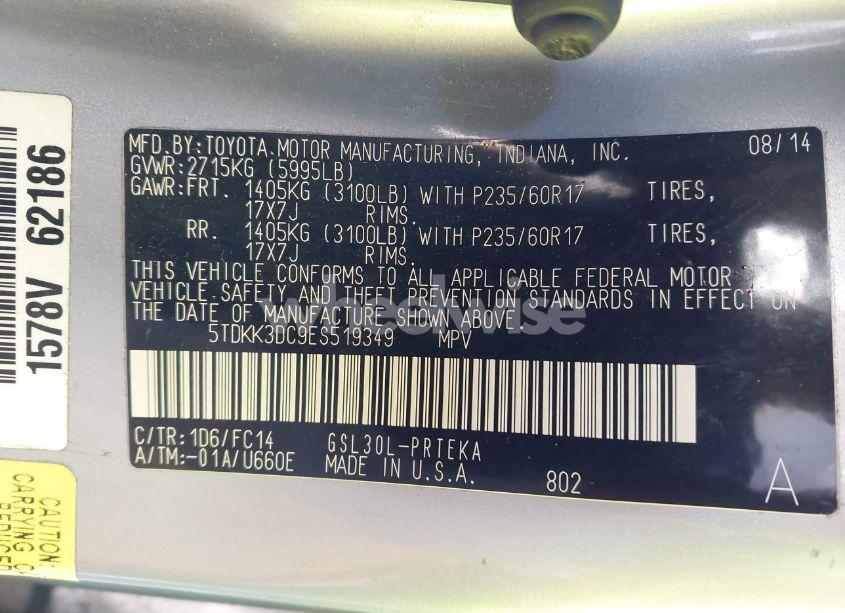 MFD.BY:TOYOTA MOTOR MANUFACTURING, INDIANA, INC. 08/14
GVWR:2715KG (5995LB)
GAWR:FRT. 1405KG (3100LB) WITH P235/60R17 TIRES,
17X7J RIMS.
RR. 1405KG (3100LB) WITH P235/60R17 TIRES,
17X7J RIMS.
THIS VEHICLE CONFORMS TO ALL APPLICABLE FEDERAL MOTOR
VEHICLE SAFETY AND THEFT PREVENTION STANDARDS IN EFFECT ON
THE DATE OF MANUFACTURE SHOWN ABOVE.
5TDKK3DC9ES519349 MPV
C/TR:1D6/FC14 GSL30L-PRTEKA
A/TM:-01A/U660E MADE IN U.S.A. 802 A
1578V 62186
CAUTION
CARRYING
REDUCED
wheelwise